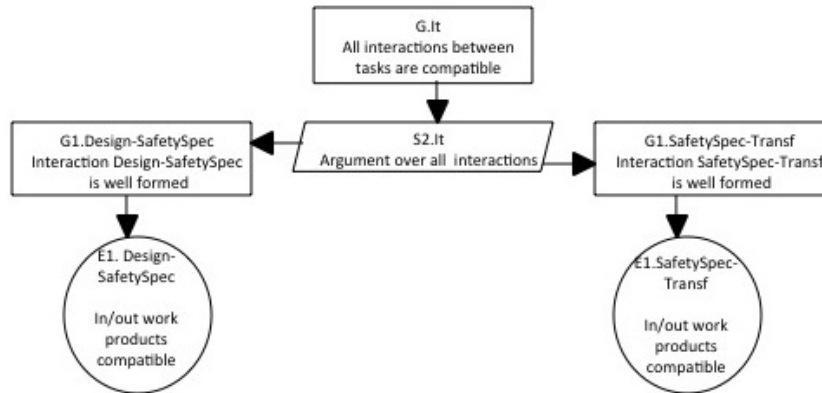 G.It
All interactions between
tasks are compatible
G1.Design-SafetySpec
Interaction Design-SafetySpec
is well formed
S2.It
Argument over all interactions
G1.SafetySpec-Transf
Interaction SafetySpec-Transf
is well formed
E1. Design-
SafetySpec
In/out work
products
compatible
E1.SafetySpec-
Transf
In/out work
products
compatible